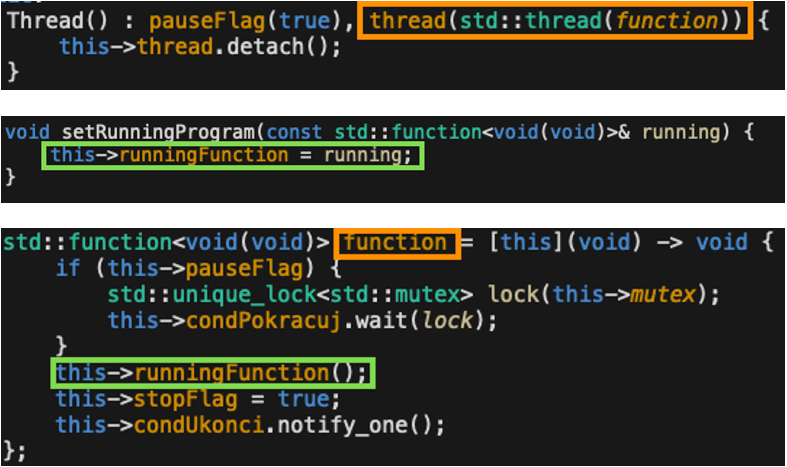 Thread() : pauseFlag(true), thread(std::thread(function)) {
    this->thread.detach();
}
void setRunningProgram(const std::function<void(void)>& running) {
    this->runningFunction = running;
}
std::function<void(void)> function = [this](void) -> void {
    if (this->pauseFlag) {
        std::unique_lock<std::mutex> lock(this->mutex);
        this->condPokracuj.wait(lock);
    }
    this->runningFunction();
    this->stopFlag = true;
    this->condUkonci.notify_one();
};